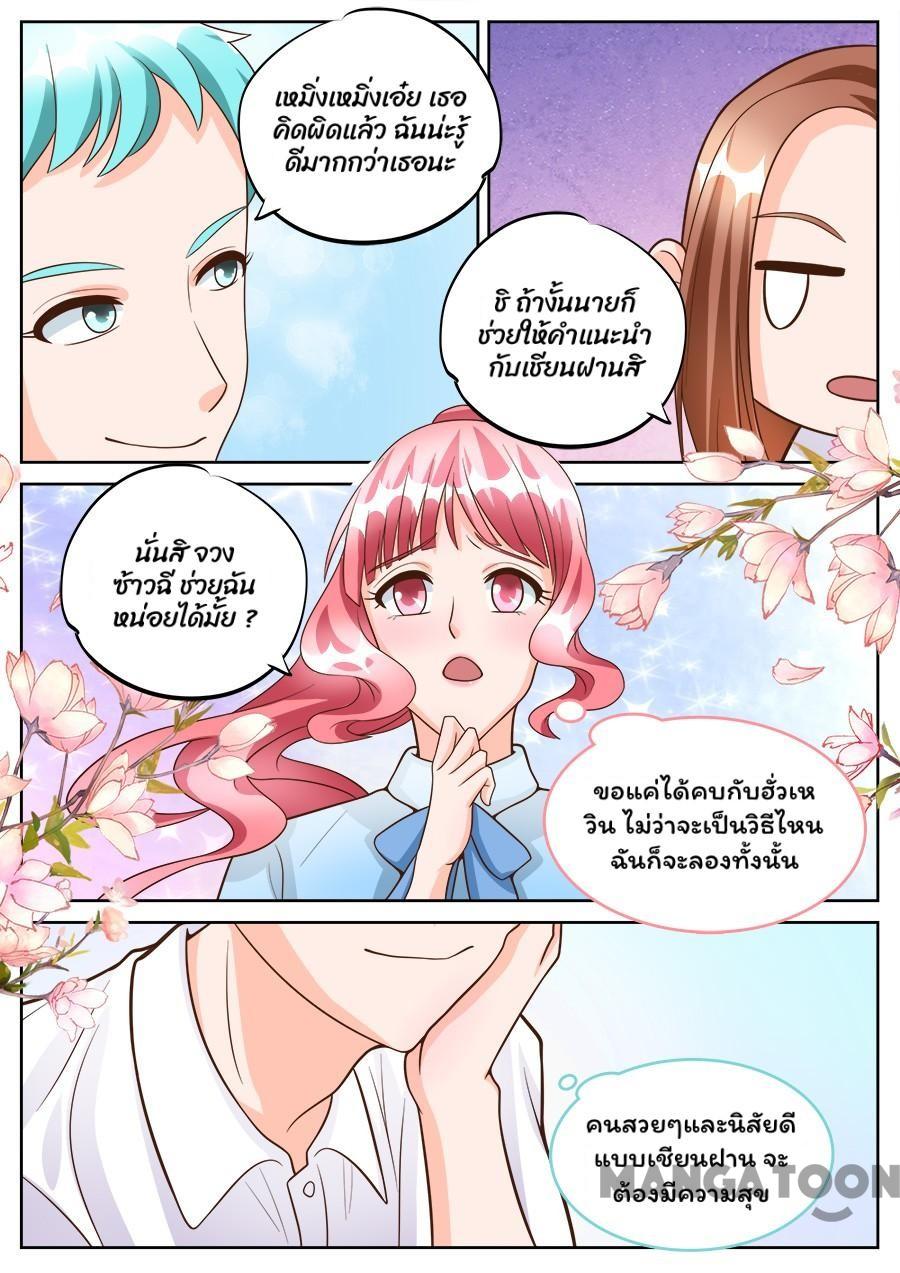 เหมิ่งเหมิ่งเอ๋ย เธอ
คิดผิดแล้ว ฉันน่ะรู้
ดีมากกว่าเธอนะ
ชิ ถ้างั้นนายก็
ช่วยให้คำแนะนำ
กับเชียนฝานสิ
นั่นสิ จวง
ซ้าวฉี ช่วยฉัน
หน่อยได้มั้ย ?
ขอแค่ได้คบกับฮั่วเห
วิน ไม่ว่าจะเป็นวิธีไหน
ฉันก็จะลองทั้งนั้น
คนสวยๆและนิสัยดี
แบบเชียนฝาน จะ
ต้องมีความสุข
MANGATOON